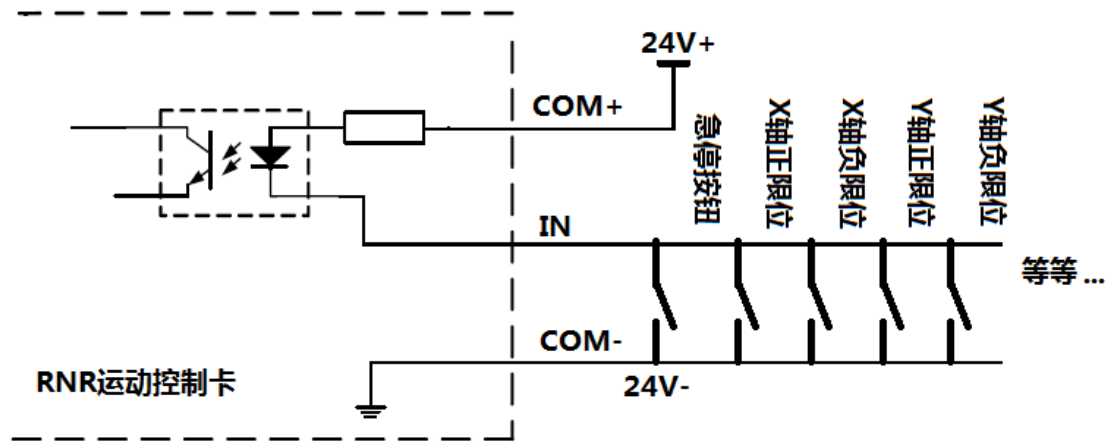 24V+
COM+
急停按钮
X轴正限位
X轴负限位
Y轴正限位
Y轴负限位
IN
等等 ...
COM-
24V-
RNR运动控制卡